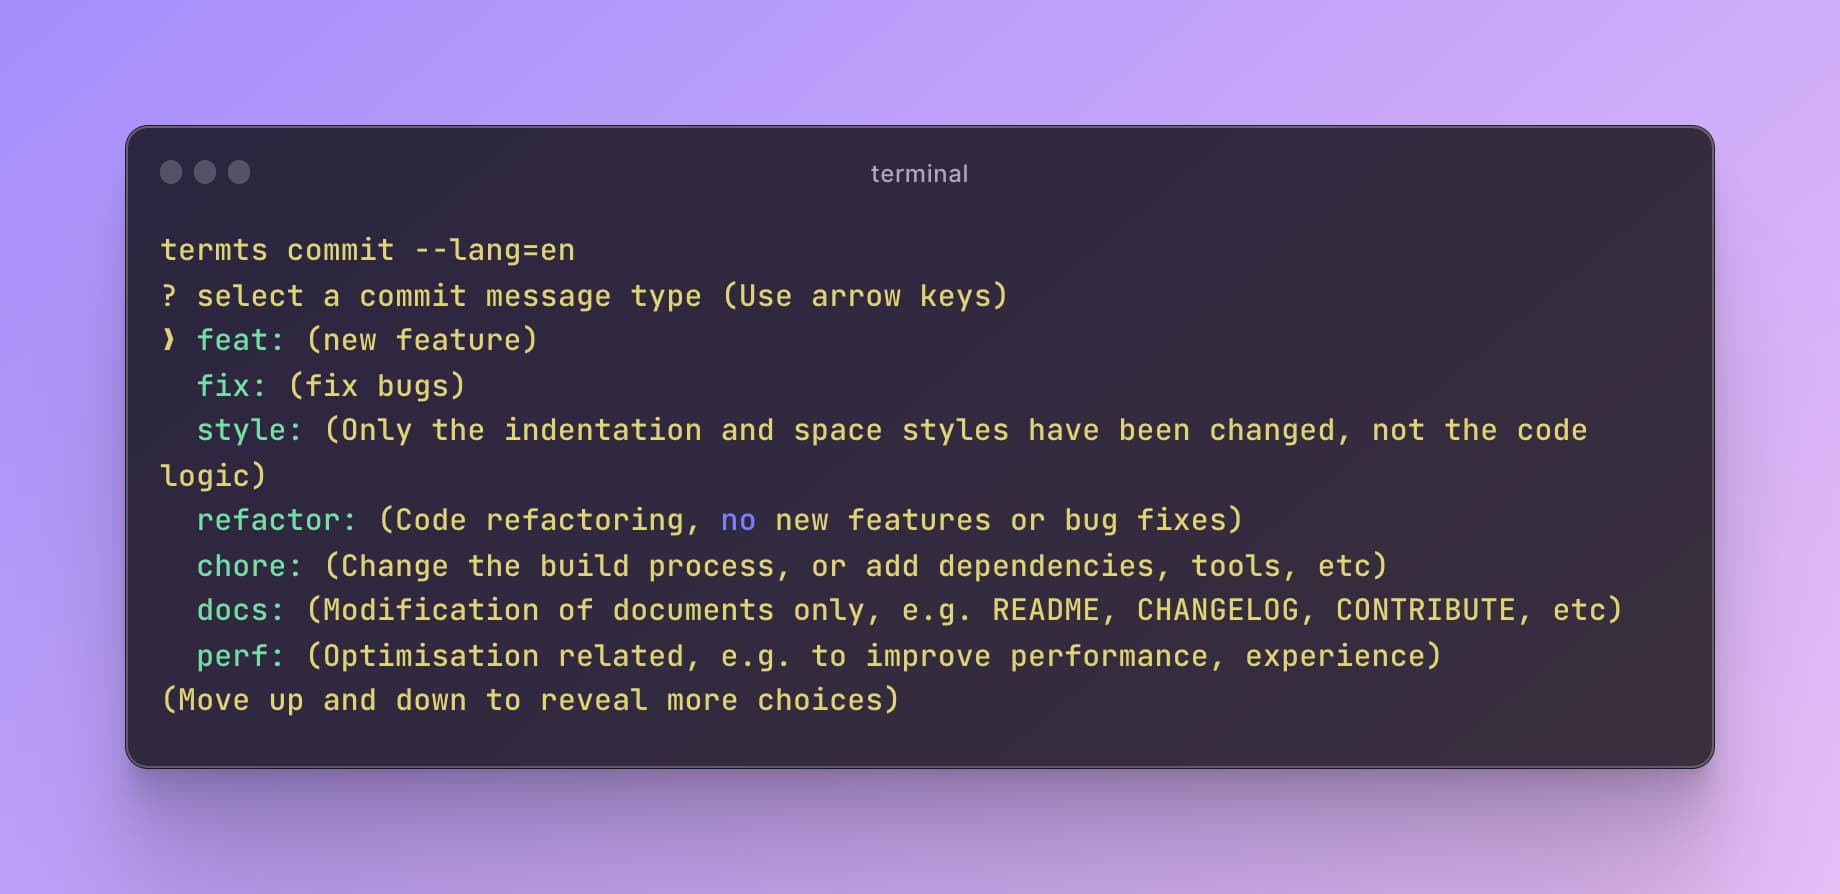 terminal
termts commit --lang=en
? select a commit message type (Use arrow keys)
❯ feat: (new feature)
  fix: (fix bugs)
  style: (Only the indentation and space styles have been changed, not the code
logic)
  refactor: (Code refactoring, no new features or bug fixes)
  chore: (Change the build process, or add dependencies, tools, etc)
  docs: (Modification of documents only, e.g. README, CHANGELOG, CONTRIBUTE, etc)
  perf: (Optimisation related, e.g. to improve performance, experience)
(Move up and down to reveal more choices)